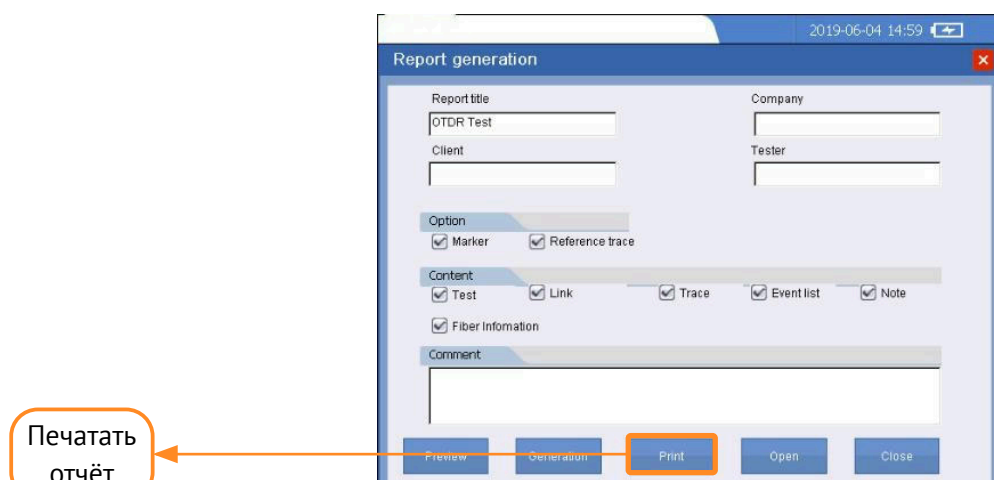 2019-06-04 14:59
Report generation
Report title
Company
OTDR Test
Client
Tester
Option
Marker
Reference trace
Content
Test
Link
Trace
Event list
Note
Fiber Infomation
Comment
Preview
Generation
Print
Open
Close
Печатать
отчёт